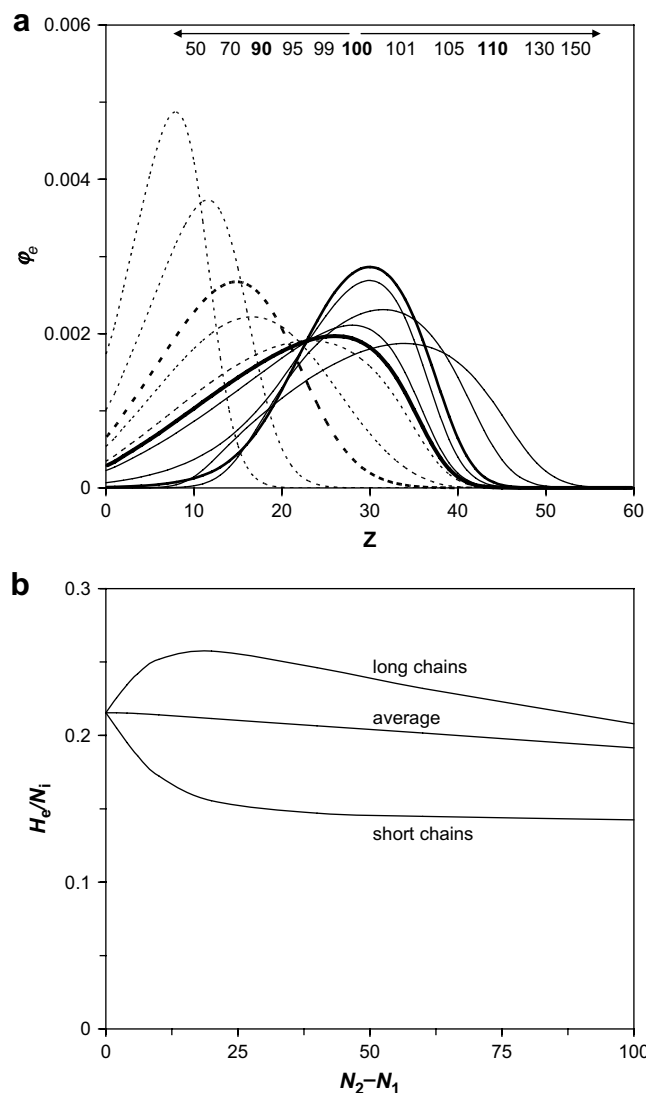 a
0.006
50 70 90 95 99 100 101 105 110 130 150
0.004
φe
0.002
0
0 10 20 30 40 50 60
Z
b
0.3
long chains
average
0.2
He/Ni
short chains
0.1
0
0 25 50 75 100
N2−N1